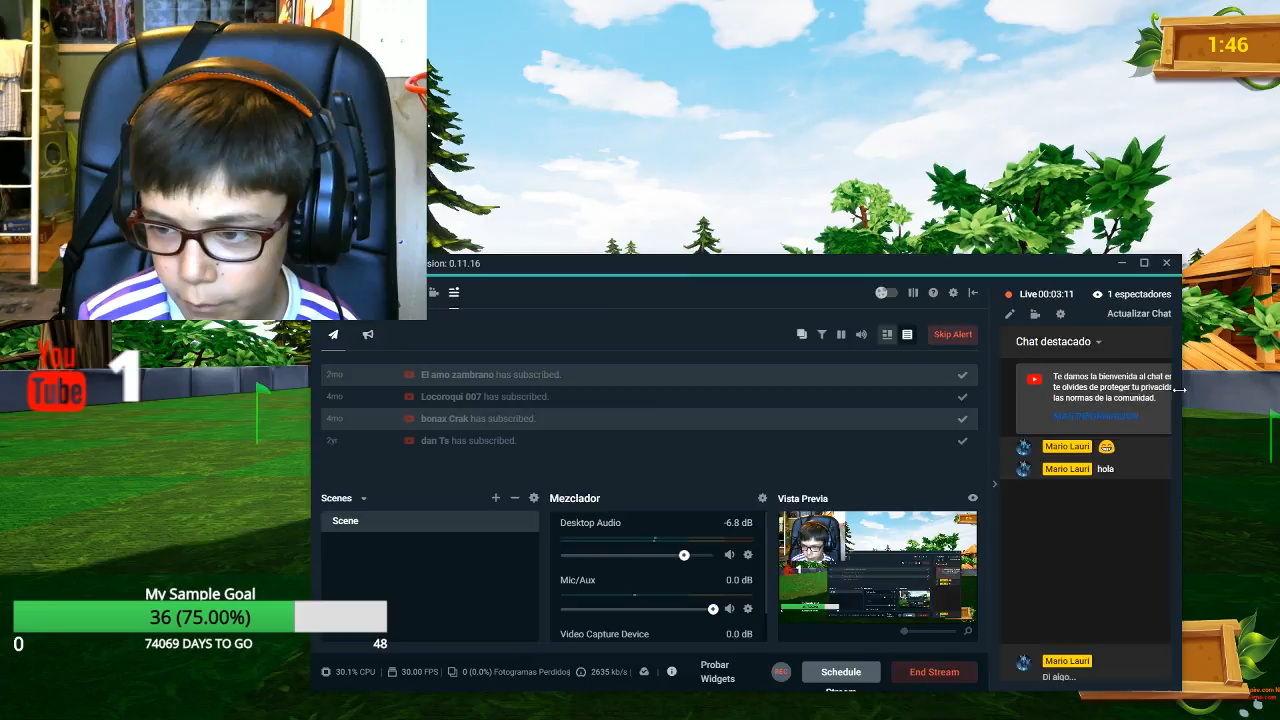 1:46
sion: 0.11.16
Live 00:03:11
1 espectadores
Actualizar Chat
Skip Alert
Chat destacado
2mo El amo zambrano has subscribed.
4mo Locoroqui 007 has subscribed.
4mo bonax Crak has subscribed.
2yr dan Ts has subscribed.
Te damos la bienvenida al chat en
te olvides de proteger tu privacida
las normas de la comunidad.
Mario Lauri
Mario Lauri hola
You
Tube
1
Scenes
Scene
Mezclador
Desktop Audio -6.8 dB
Mic/Aux 0.0 dB
Video Capture Device 0.0 dB
Vista Previa
My Sample Goal
36 (75.00%)
0
74069 DAYS TO GO
48
30.1% CPU
30.00 FPS
0 (0.0%) Fotogramas Perdidos
2635 kb/s
Probar
Widgets
REC
Schedule
Stream
End Stream
Mario Lauri
Di algo...